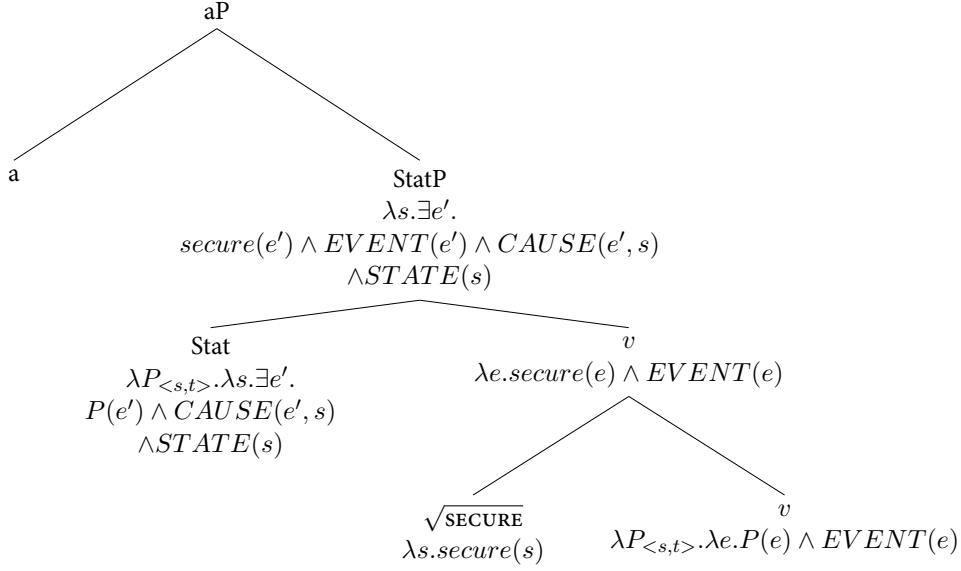 aP
a
StatP
λs.∃e′.
secure(e′) ∧ EVENT(e′) ∧ CAUSE(e′, s)
∧STATE(s)
Stat
λP<s,t>.λs.∃e′.
P(e′) ∧ CAUSE(e′, s)
∧STATE(s)
v
λe.secure(e) ∧ EVENT(e)
√SECURE
λs.secure(s)
v
λP<s,t>.λe.P(e) ∧ EVENT(e)